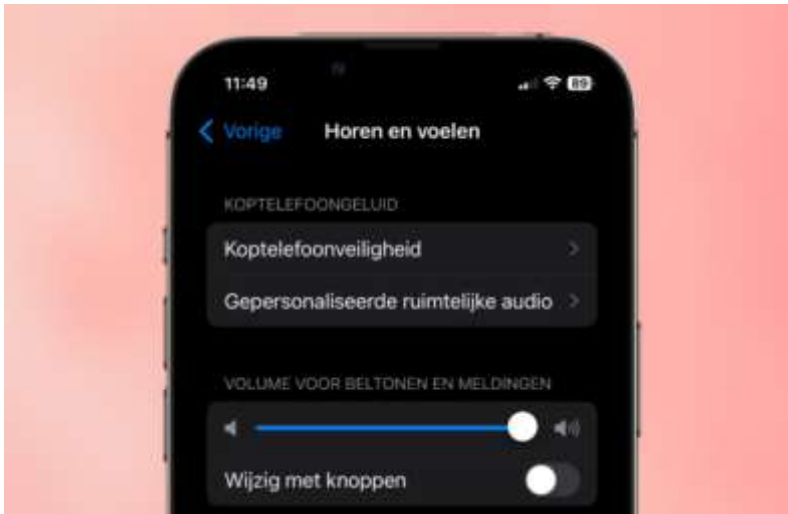 11:49
89
Vorige
Horen en voelen
KOPTELEFOONGELUID
Koptelefoonveiligheid
Gepersonaliseerde ruimtelijke audio
VOLUME VOOR BELTONEN EN MELDINGEN
Wijzig met knoppen